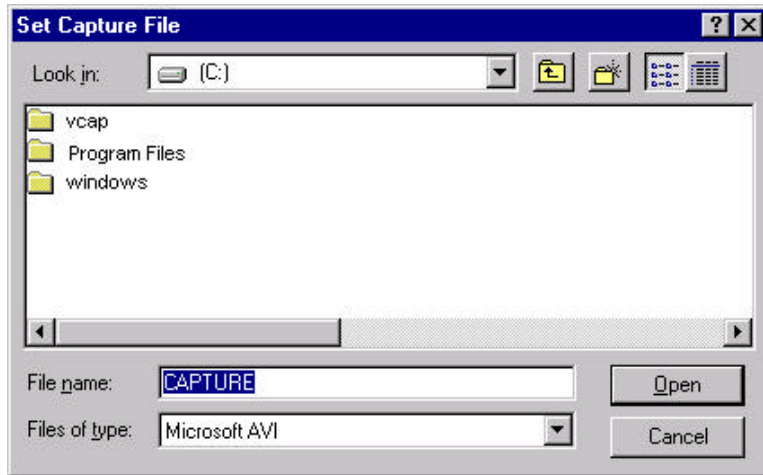 Set Capture File
Look in: (C:)
vcap
Program Files
windows
File name: CAPTURE Open
Files of type: Microsoft AVI Cancel